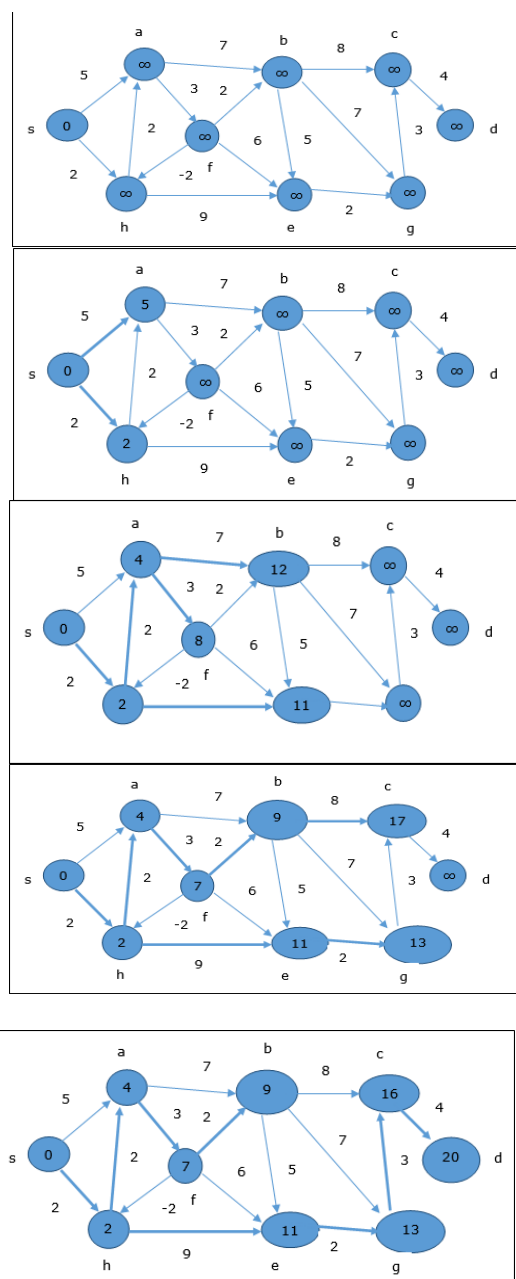 a
7 b c
8
∞ ∞ ∞
5 3 2 4
7
s 0 2 ∞ 6 5 3 ∞ d
2 -2 f
∞ ∞ ∞
h 9 e 2 g
a
7 b c
8
5 ∞ ∞
5 3 2 4
7
s 0 2 ∞ 6 5 3 ∞ d
2 -2 f
2 ∞ ∞
h 9 e 2 g
a
7 b c
8
4 12 ∞
5 3 2 4
7
s 0 2 8 6 5 3 ∞ d
2 -2 f
2 11 ∞
a b c
7 8
4 9 17
5 3 2 4
7
s 0 2 7 6 5 3 ∞ d
2 -2 f
2 11 13
h 9 e 2 g
a b c
7 8
4 9 16
5 3 2 4
7
s 0 2 7 6 5 3 20 d
2 -2 f
2 11 13
h 9 e 2 g